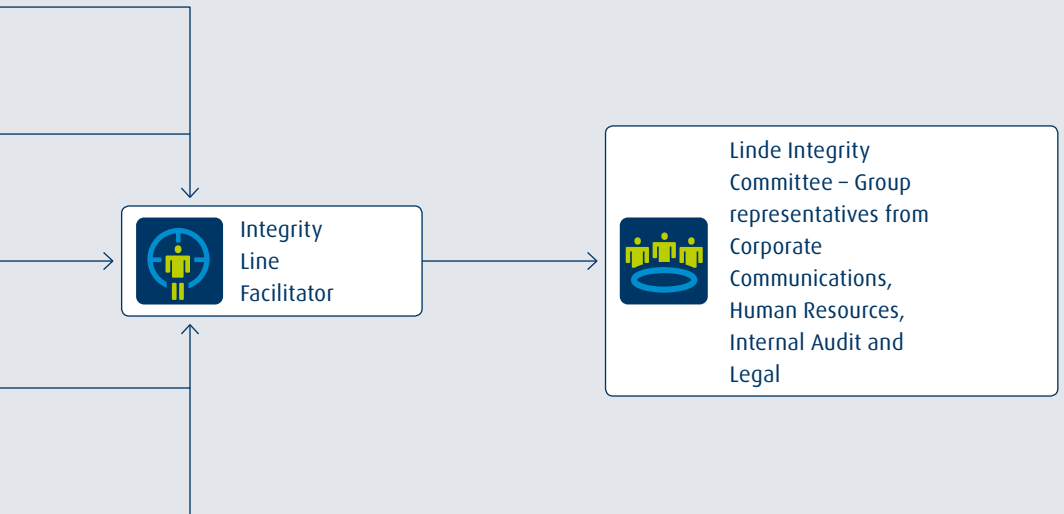 Integrity
Line
Facilitator
Linde Integrity
Committee – Group
representatives from
Corporate
Communications,
Human Resources,
Internal Audit and
Legal